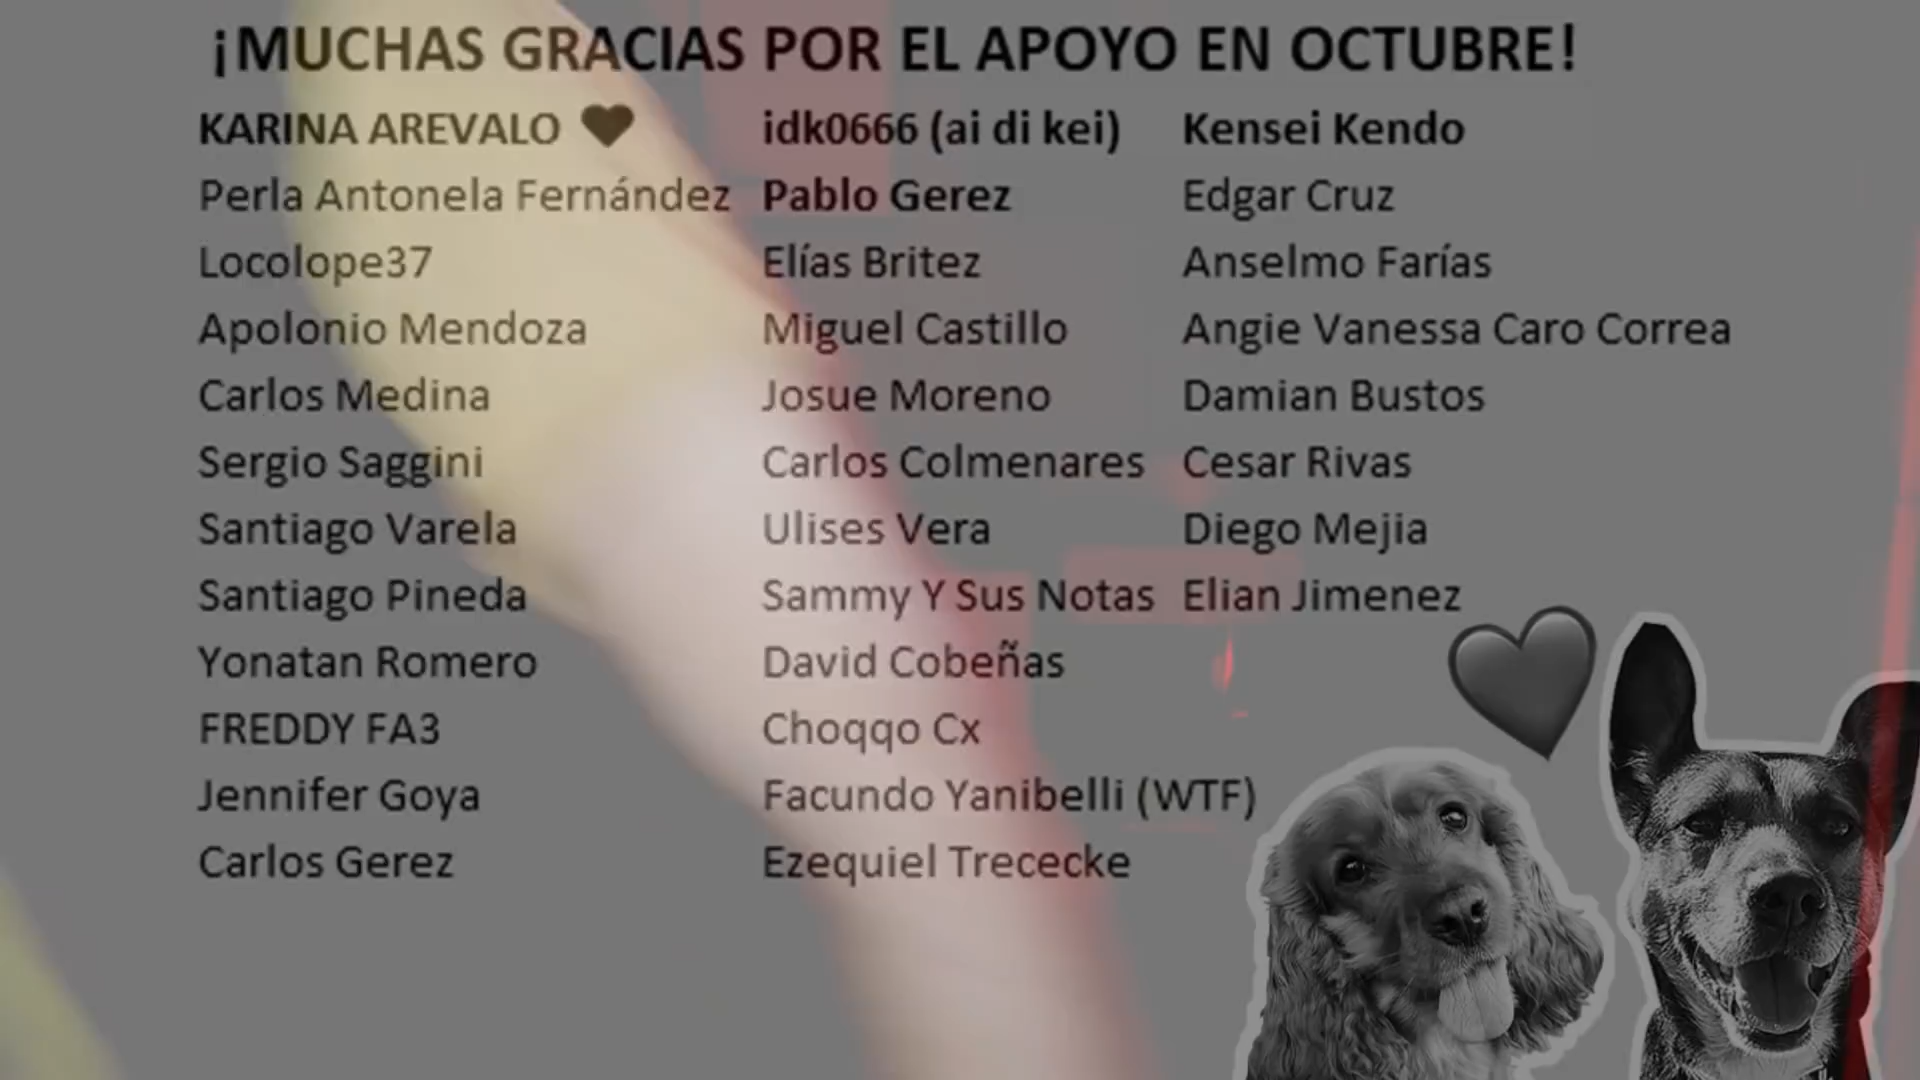 ¡MUCHAS GRACIAS POR EL APOYO EN OCTUBRE!
KARINA AREVALO
Perla Antonela Fernández
Locolope37
Apolonio Mendoza
Carlos Medina
Sergio Saggini
Santiago Varela
Santiago Pineda
Yonatan Romero
FREDDY FA3
Jennifer Goya
Carlos Gerez
idk0666 (ai di kei)
Pablo Gerez
Elías Britez
Miguel Castillo
Josue Moreno
Carlos Colmenares
Ulises Vera
Sammy Y Sus Notas
David Cobeñas
Choqqo Cx
Facundo Yanibelli (WTF)
Ezequiel Trececke
Kensei Kendo
Edgar Cruz
Anselmo Farías
Angie Vanessa Caro Correa
Damian Bustos
Cesar Rivas
Diego Mejia
Elian Jimenez